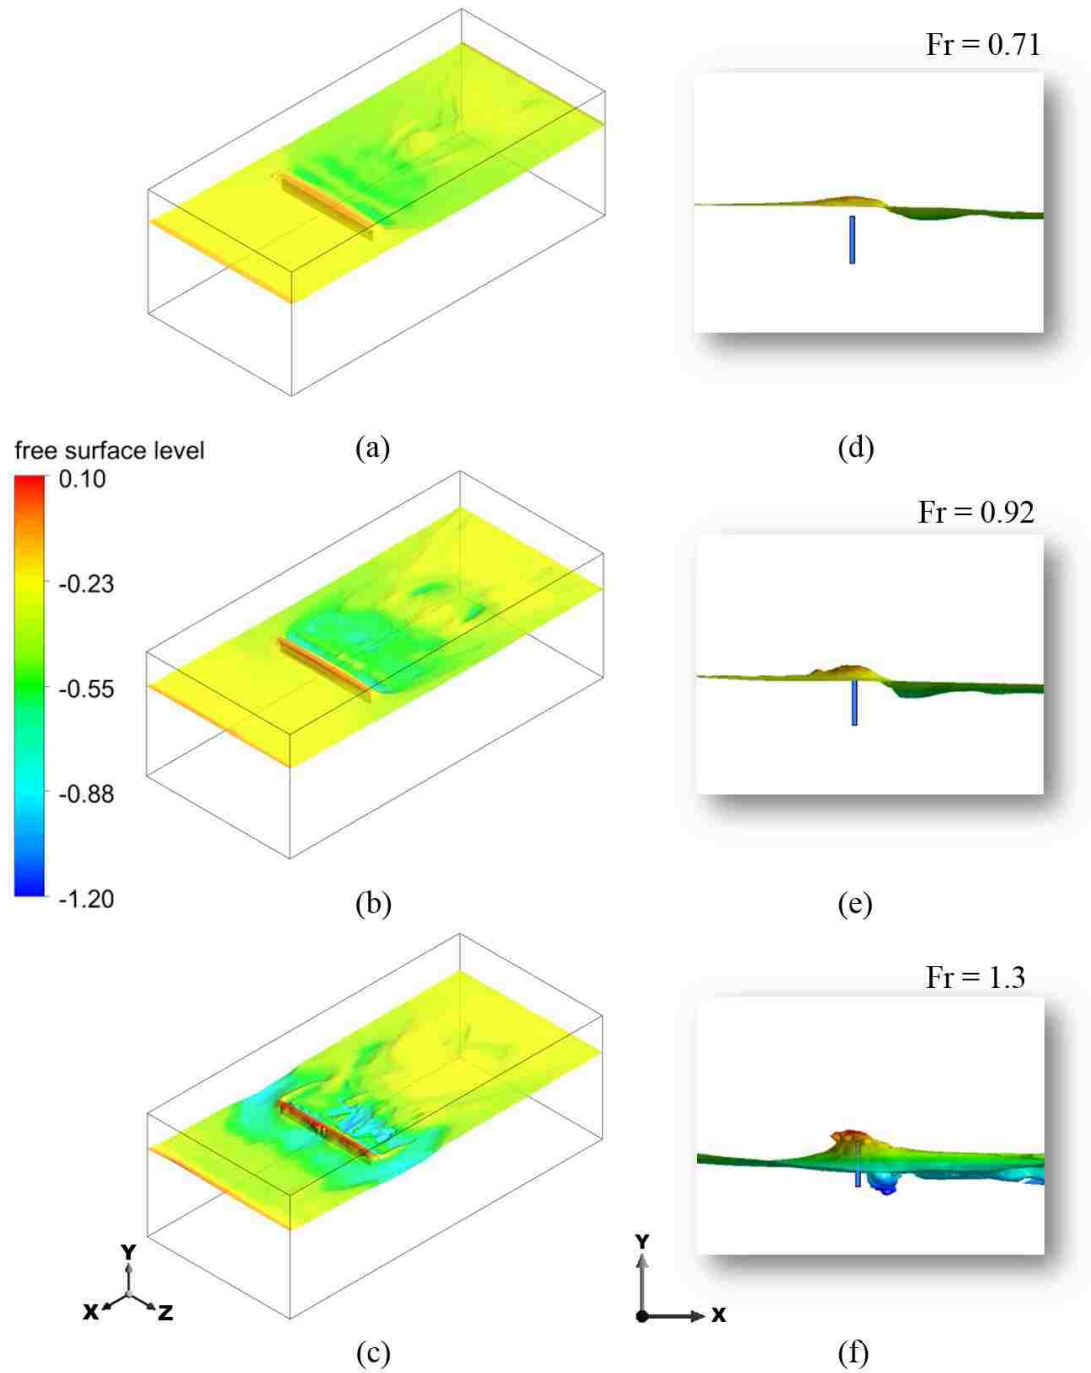 Fr = 0.71
(a)
(d)
free surface level
0.10
-0.23
-0.55
-0.88
-1.20
Fr = 0.92
(b)
(e)
Fr = 1.3
Y
X
Z
Y
X
(c)
(f)